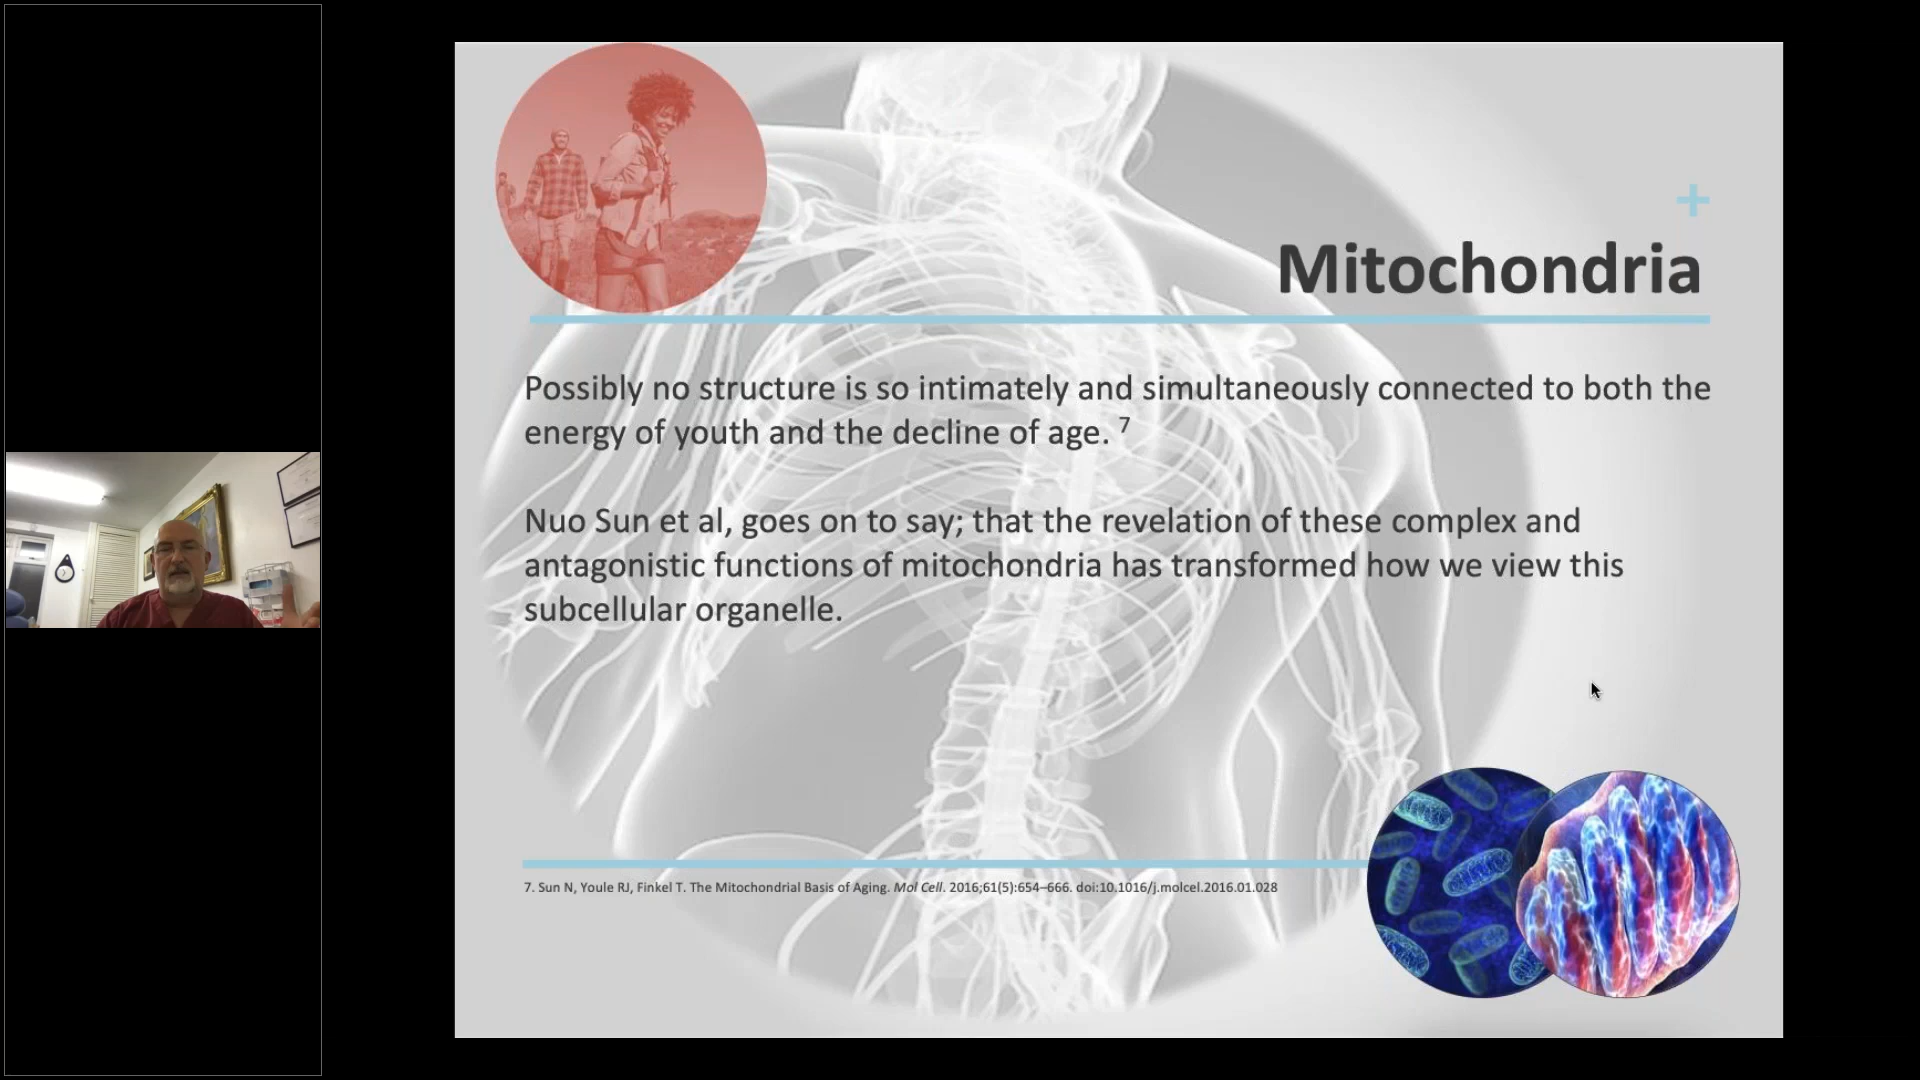 Mitochondria
Possibly no structure is so intimately and simultaneously connected to both the
energy of youth and the decline of age. 7
Nuo Sun et al, goes on to say; that the revelation of these complex and
antagonistic functions of mitochondria has transformed how we view this
subcellular organelle.
7. Sun N, Youle RJ, Finkel T. The Mitochondrial Basis of Aging. Mol Cell. 2016;61(5):654–666. doi:10.1016/j.molcel.2016.01.028